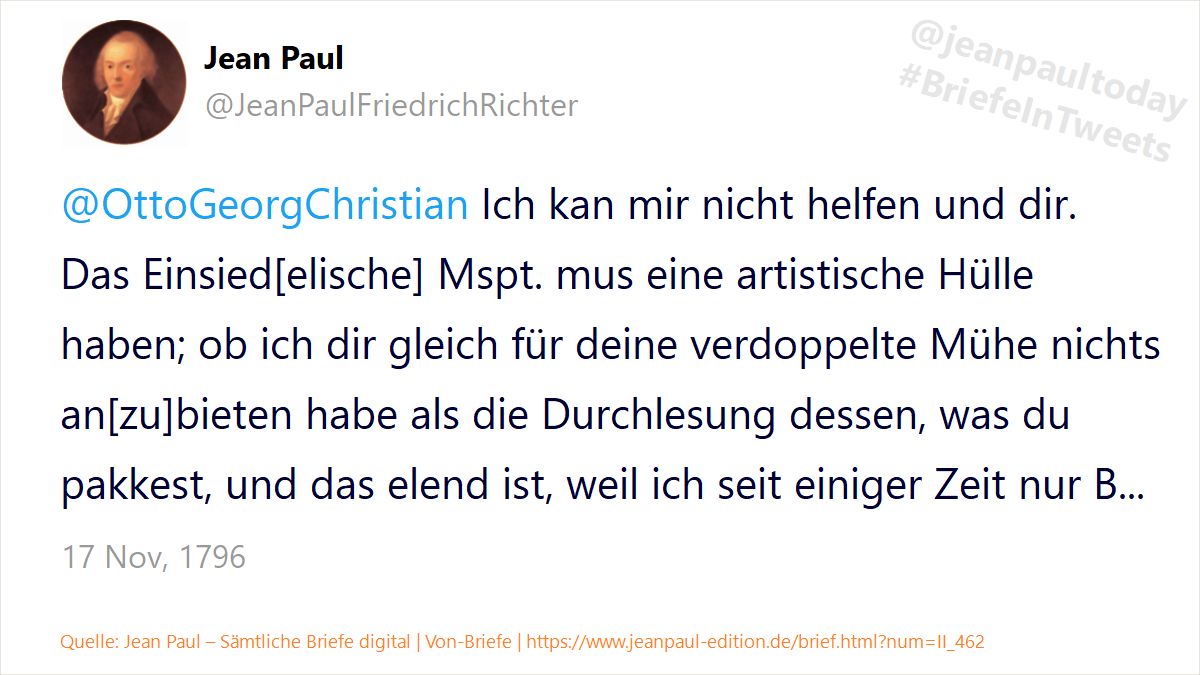 @jeanpaultoday
#BriefeInTweets
Jean Paul
@JeanPaulFriedrichRichter
@OttoGeorgChristian Ich kan mir nicht helfen und dir.
Das Einsied[elische] Mspt. mus eine artistische Hülle
haben; ob ich dir gleich für deine verdoppelte Mühe nichts
an[zu]bieten habe als die Durchlesung dessen, was du
pakkest, und das elend ist, weil ich seit einiger Zeit nur B...
17 Nov, 1796
Quelle: Jean Paul – Sämtliche Briefe digital | Von-Briefe | https://www.jeanpaul-edition.de/brief.html?num=II_462